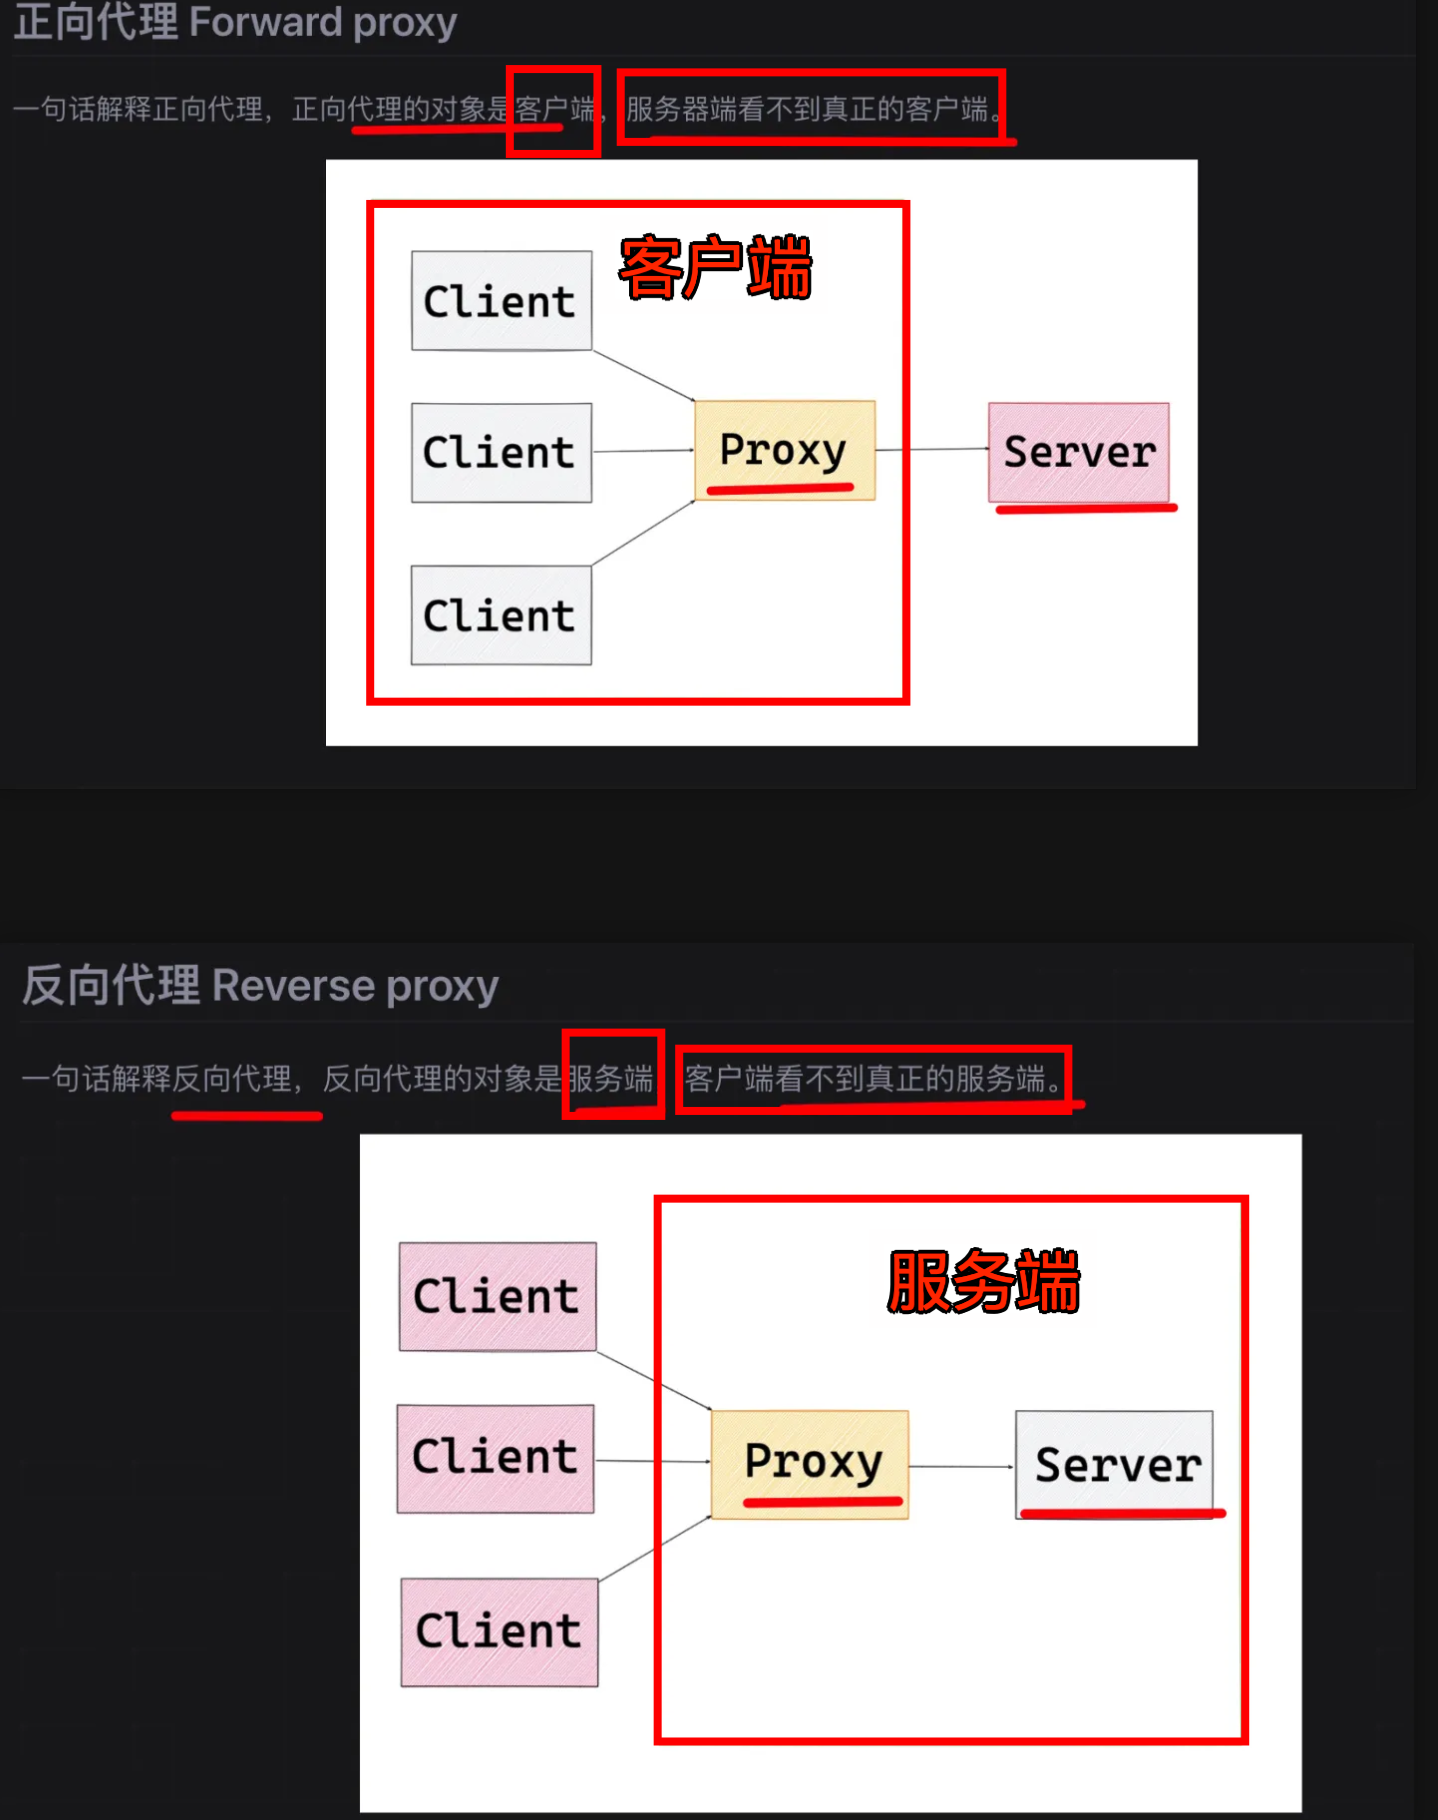 正向代理 Forward proxy
一句话解释正向代理，正向代理的对象是客户端，服务器端看不到真正的客户端。
客户端
Client
Client
Proxy
Server
Client
反向代理 Reverse proxy
一句话解释反向代理，反向代理的对象是服务端 客户端看不到真正的服务端。
服务端
Client
Client
Proxy
Server
Client